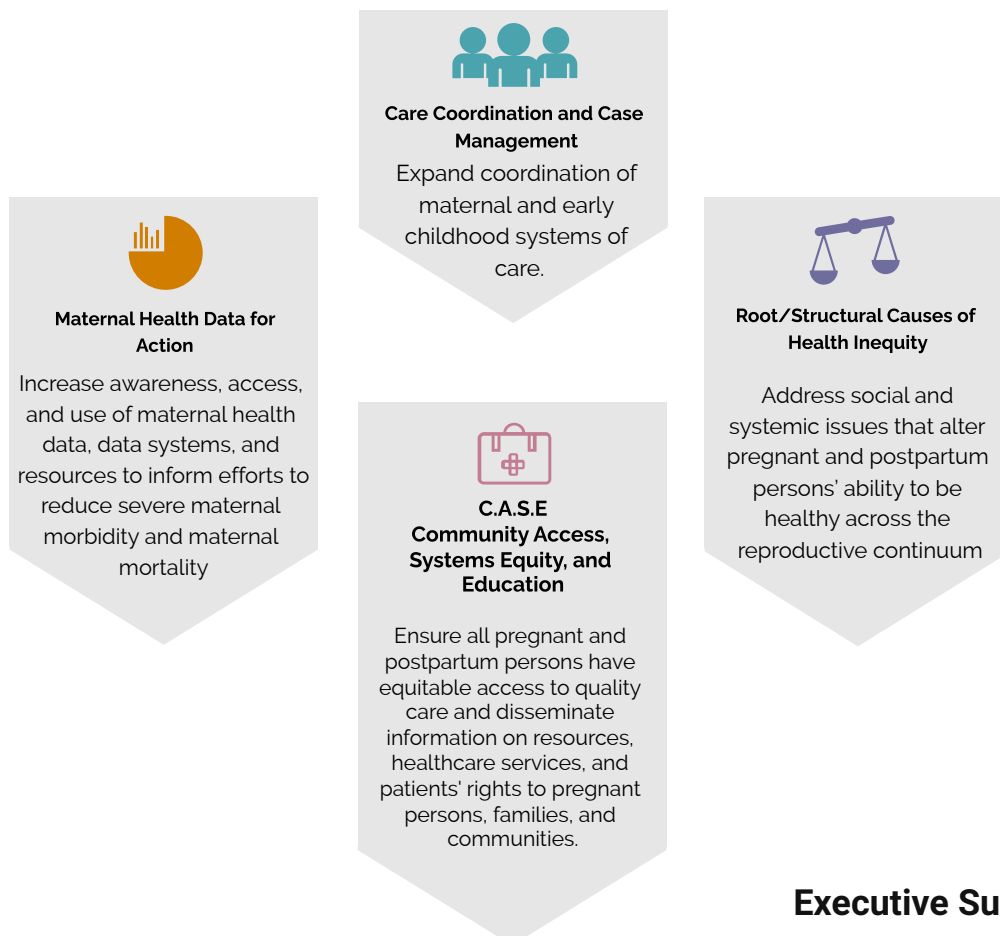 Care Coordination and Case
Management
Expand coordination of
maternal and early
childhood systems of
care.
Maternal Health Data for
Action
Increase awareness, access,
and use of maternal health
data, data systems, and
resources to inform efforts to
reduce severe maternal
morbidity and maternal
mortality
Root/Structural Causes of
Health Inequity
Address social and
systemic issues that alter
pregnant and postpartum
persons’ ability to be
healthy across the
reproductive continuum
C.A.S.E
Community Access,
Systems Equity, and
Education
Ensure all pregnant and
postpartum persons have
equitable access to quality
care and disseminate
information on resources,
healthcare services, and
patients' rights to pregnant
persons, families, and
communities.
Executive Su